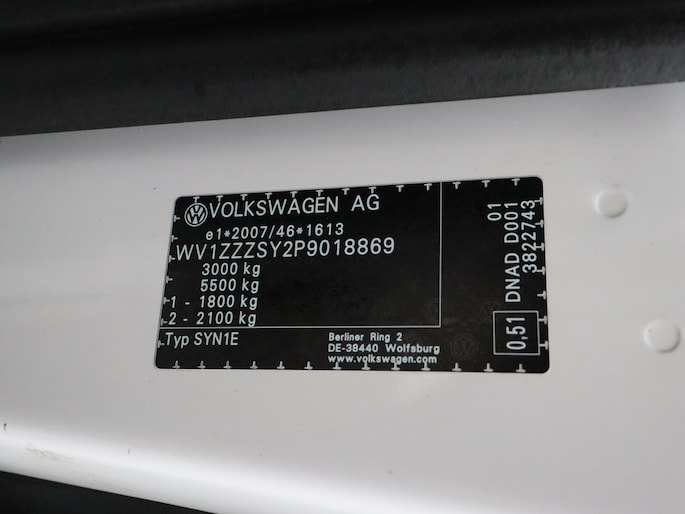 VOLKSWAGEN AG
e1*2007/46*1613
WV1ZZZSY2P9018869
3000 kg
5500 kg
1 - 1800 kg
2 - 2100 kg
Typ SYN1E
Berliner Ring 2
DE-38440 Wolfsburg
www.volkswagen.com
0,51
01
DNAD D001
3822743